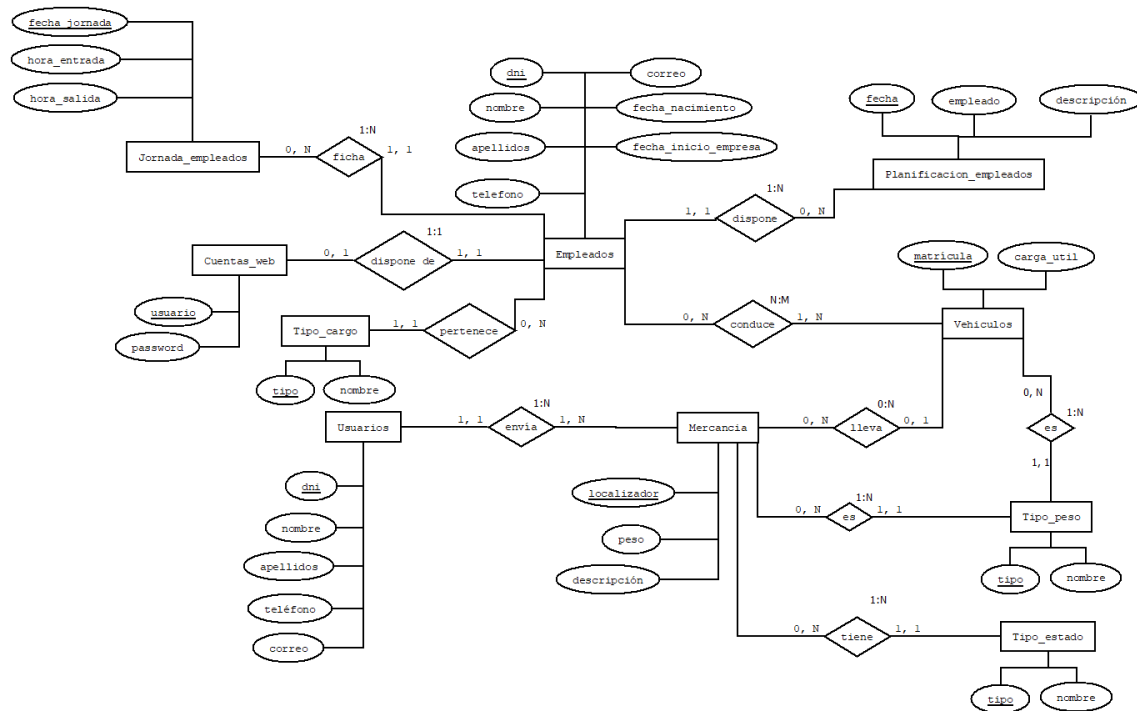 fecha_jornada
hora_entrada
hora_salida
1:N
Jornada_empleados
0, N
ficha
1, 1
dni
correo
nombre
fecha_nacimiento
apellidos
fecha_inicio_empresa
telefono
fecha
empleado
descripción
Planificacion_empleados
1:N
1, 1
dispone
0, N
Empleados
1:1
Cuentas_web
0, 1
dispone de
1, 1
usuario
password
Tipo_cargo
1, 1
pertenece
0, N
tipo
nombre
N:M
0, N
conduce
1, N
matricula
carga_util
Vehiculos
0, N
1:N
es
1, 1
Usuarios
1, 1
1:N
envía
1, N
Mercancia
0, N
0:N
lleva
0, 1
dni
nombre
apellidos
teléfono
correo
localizador
peso
descripción
1:N
0, N
es
1, 1
Tipo_peso
tipo
nombre
1:N
0, N
tiene
1, 1
Tipo_estado
tipo
nombre